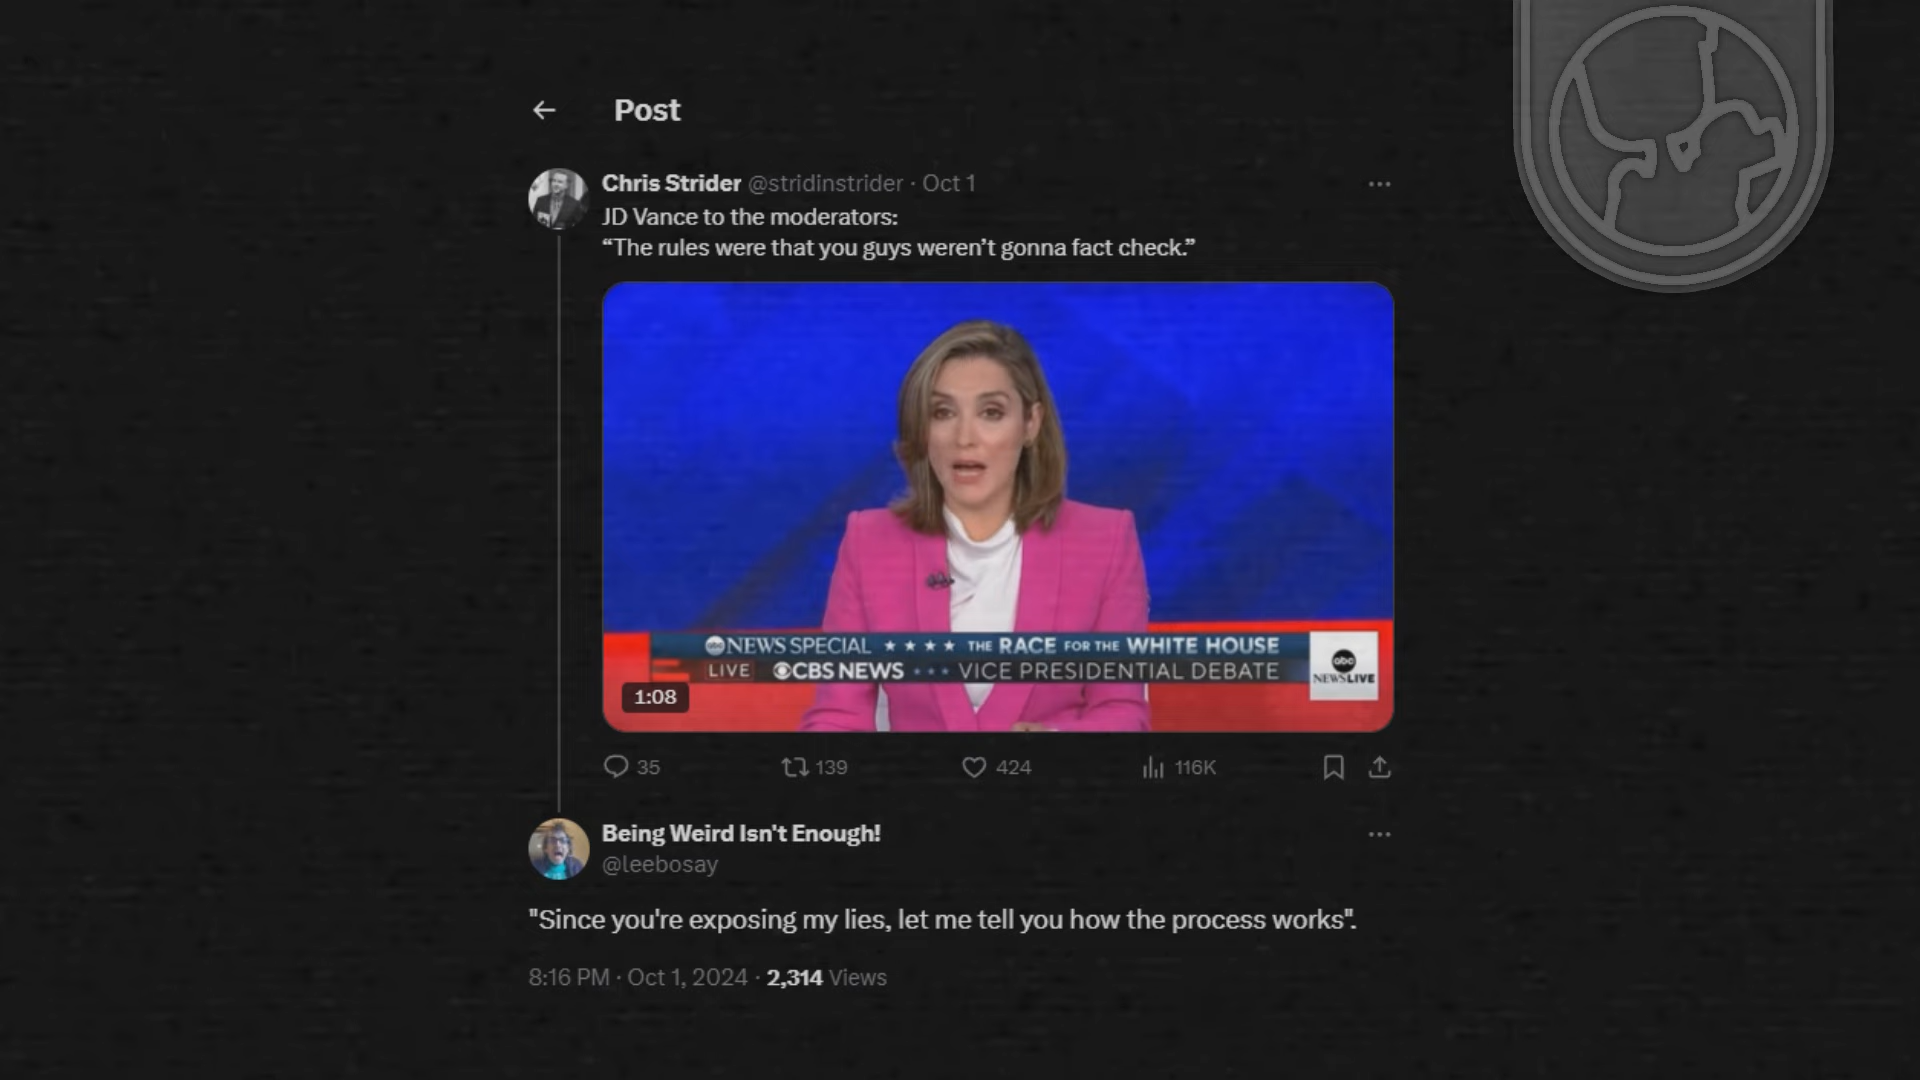 Post
Chris Strider @stridinstrider · Oct 1
JD Vance to the moderators:
“The rules were that you guys weren’t gonna fact check.”
abc NEWS SPECIAL ★ ★ ★ ★ THE RACE FOR THE WHITE HOUSE
LIVE CBS NEWS ★ ★ ★ VICE PRESIDENTIAL DEBATE
abc
NEWSLIVE
1:08
35 139 424 116K
Being Weird Isn't Enough!
@leebosay
"Since you're exposing my lies, let me tell you how the process works".
8:16 PM · Oct 1, 2024 · 2,314 Views